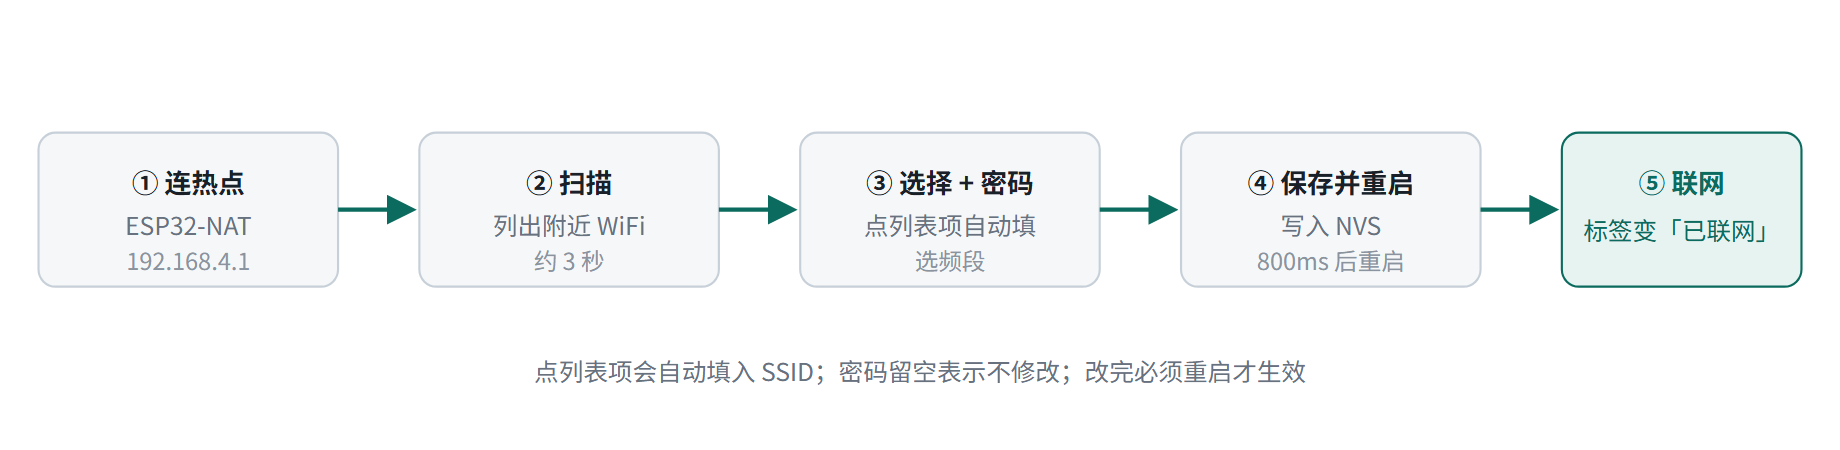 ① 连热点
ESP32-NAT
192.168.4.1
② 扫描
列出附近 WiFi
约 3 秒
③ 选择 + 密码
点列表项自动填
选频段
④ 保存并重启
写入 NVS
800ms 后重启
⑤ 联网
标签变「已联网」
点列表项会自动填入 SSID；密码留空表示不修改；改完必须重启才生效